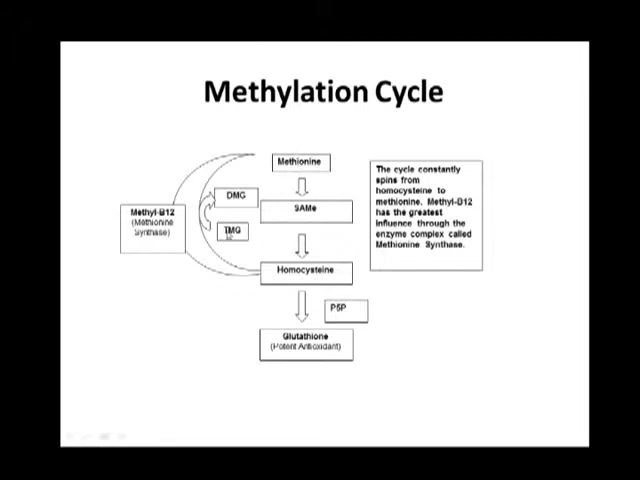 Methylation Cycle
Methionine
DMG
SAMe
Methyl-B12
(Methionine
Synthase)
TMG
Homocysteine
P5P
Glutathione
(Potent Antioxidant)
The cycle constantly
spins from
homocysteine to
methionine. Methyl-B12
has the greatest
influence through the
enzyme complex called
Methionine Synthase.